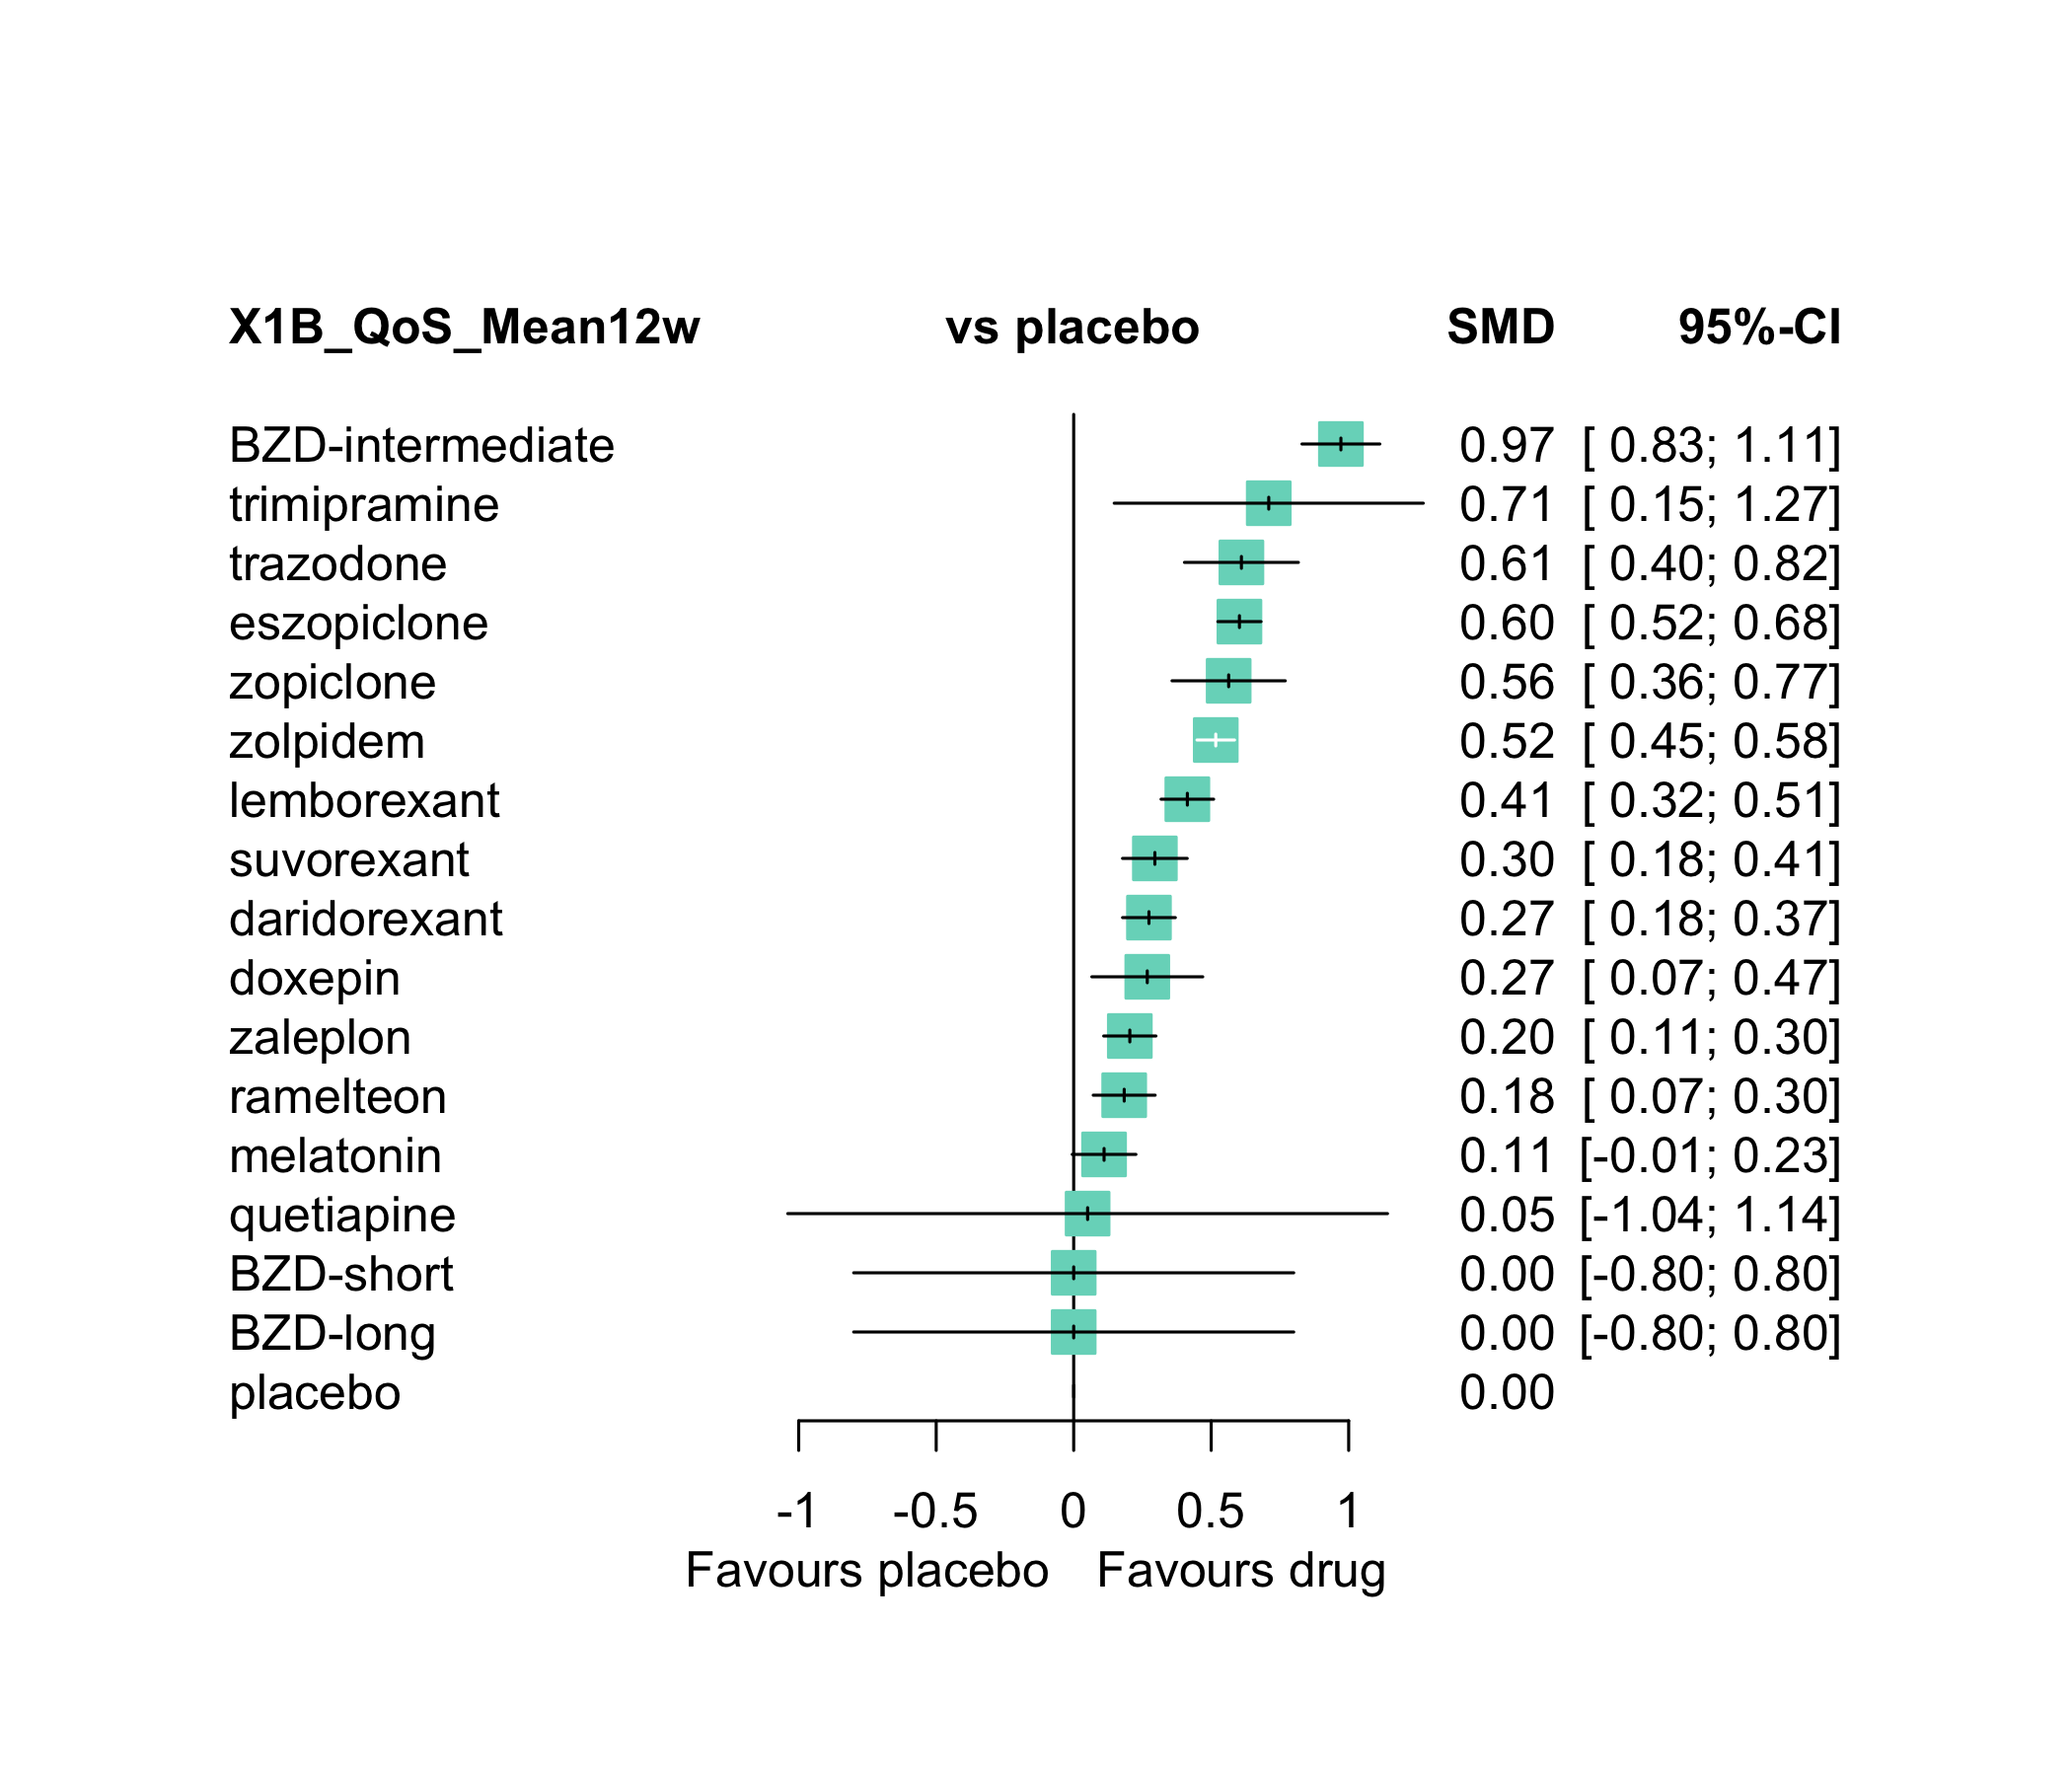 X1B_QoS_Mean12w vs placebo SMD 95%-CI
BZD-intermediate 0.97 [ 0.83; 1.11]
trimipramine 0.71 [ 0.15; 1.27]
trazodone 0.61 [ 0.40; 0.82]
eszopiclone 0.60 [ 0.52; 0.68]
zopiclone 0.56 [ 0.36; 0.77]
zolpidem 0.52 [ 0.45; 0.58]
lemborexant 0.41 [ 0.32; 0.51]
suvorexant 0.30 [ 0.18; 0.41]
daridorexant 0.27 [ 0.18; 0.37]
doxepin 0.27 [ 0.07; 0.47]
zaleplon 0.20 [ 0.11; 0.30]
ramelteon 0.18 [ 0.07; 0.30]
melatonin 0.11 [-0.01; 0.23]
quetiapine 0.05 [-1.04; 1.14]
BZD-short 0.00 [-0.80; 0.80]
BZD-long 0.00 [-0.80; 0.80]
placebo 0.00
-1 -0.5 0 0.5 1
Favours placebo Favours drug